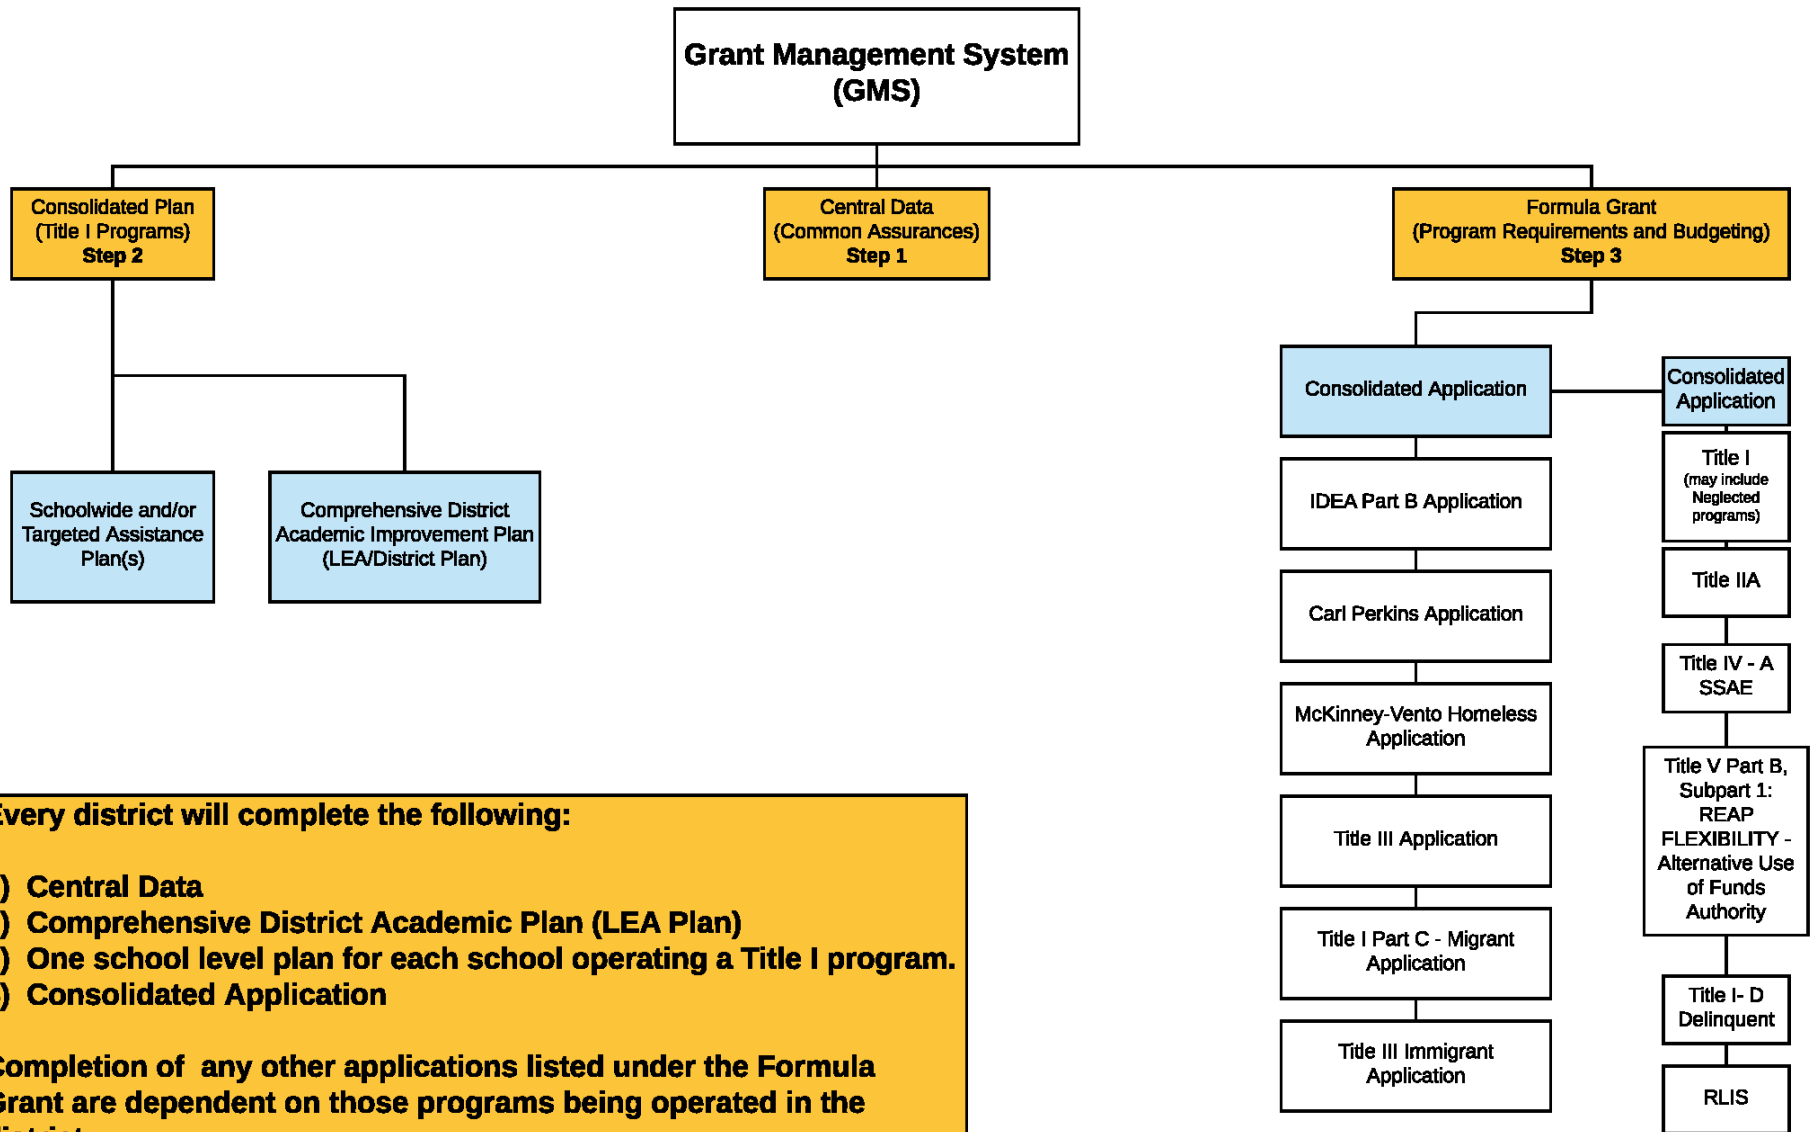 Grant Management System
(GMS)
Consolidated Plan
(Title I Programs)
Step 2
Central Data
(Common Assurances)
Step 1
Formula Grant
(Program Requirements and Budgeting)
Step 3
Schoolwide and/or
Targeted Assistance
Plan(s)
Comprehensive District
Academic Improvement Plan
(LEA/District Plan)
Consolidated Application
IDEA Part B Application
Carl Perkins Application
McKinney-Vento Homeless
Application
Title III Application
Title I Part C - Migrant
Application
Title III Immigrant
Application
Consolidated
Application
Title I
(may include
Neglected
programs)
Title IIA
Title IV - A
SSAE
Title V Part B,
Subpart 1:
REAP
FLEXIBILITY -
Alternative Use
of Funds
Authority
Title I- D
Delinquent
RLIS
Every district will complete the following:
) Central Data
) Comprehensive District Academic Plan (LEA Plan)
) One school level plan for each school operating a Title I program.
) Consolidated Application
Completion of  any other applications listed under the Formula
Grant are dependent on those programs being operated in the